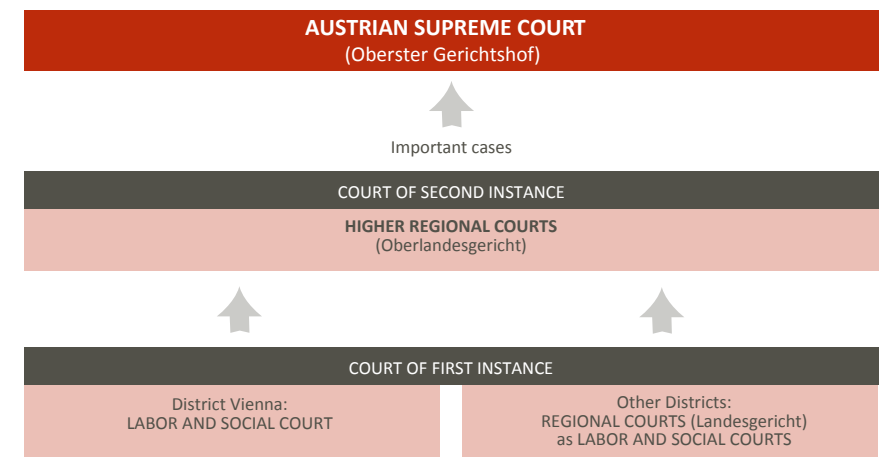 AUSTRIAN SUPREME COURT
(Oberster Gerichtshof)
Important cases
COURT OF SECOND INSTANCE
HIGHER REGIONAL COURTS
(Oberlandesgericht)
COURT OF FIRST INSTANCE
District Vienna:
LABOR AND SOCIAL COURT
Other Districts:
REGIONAL COURTS (Landesgericht)
as LABOR AND SOCIAL COURTS